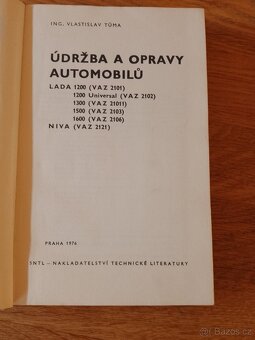 ING. VLASTISLAV TŮMA
ÚDRŽBA A OPRAVY
AUTOMOBILŮ
LADA 1200 (VAZ 2101)
1200 Universal (VAZ 2102)
1300 (VAZ 21011)
1500 (VAZ 2103)
1600 (VAZ 2106)
NIVA (VAZ 2121)
PRAHA 1976
SNTL — NAKLADATELSTVÍ TECHNICKÉ LITERATURY
Bazos.cz